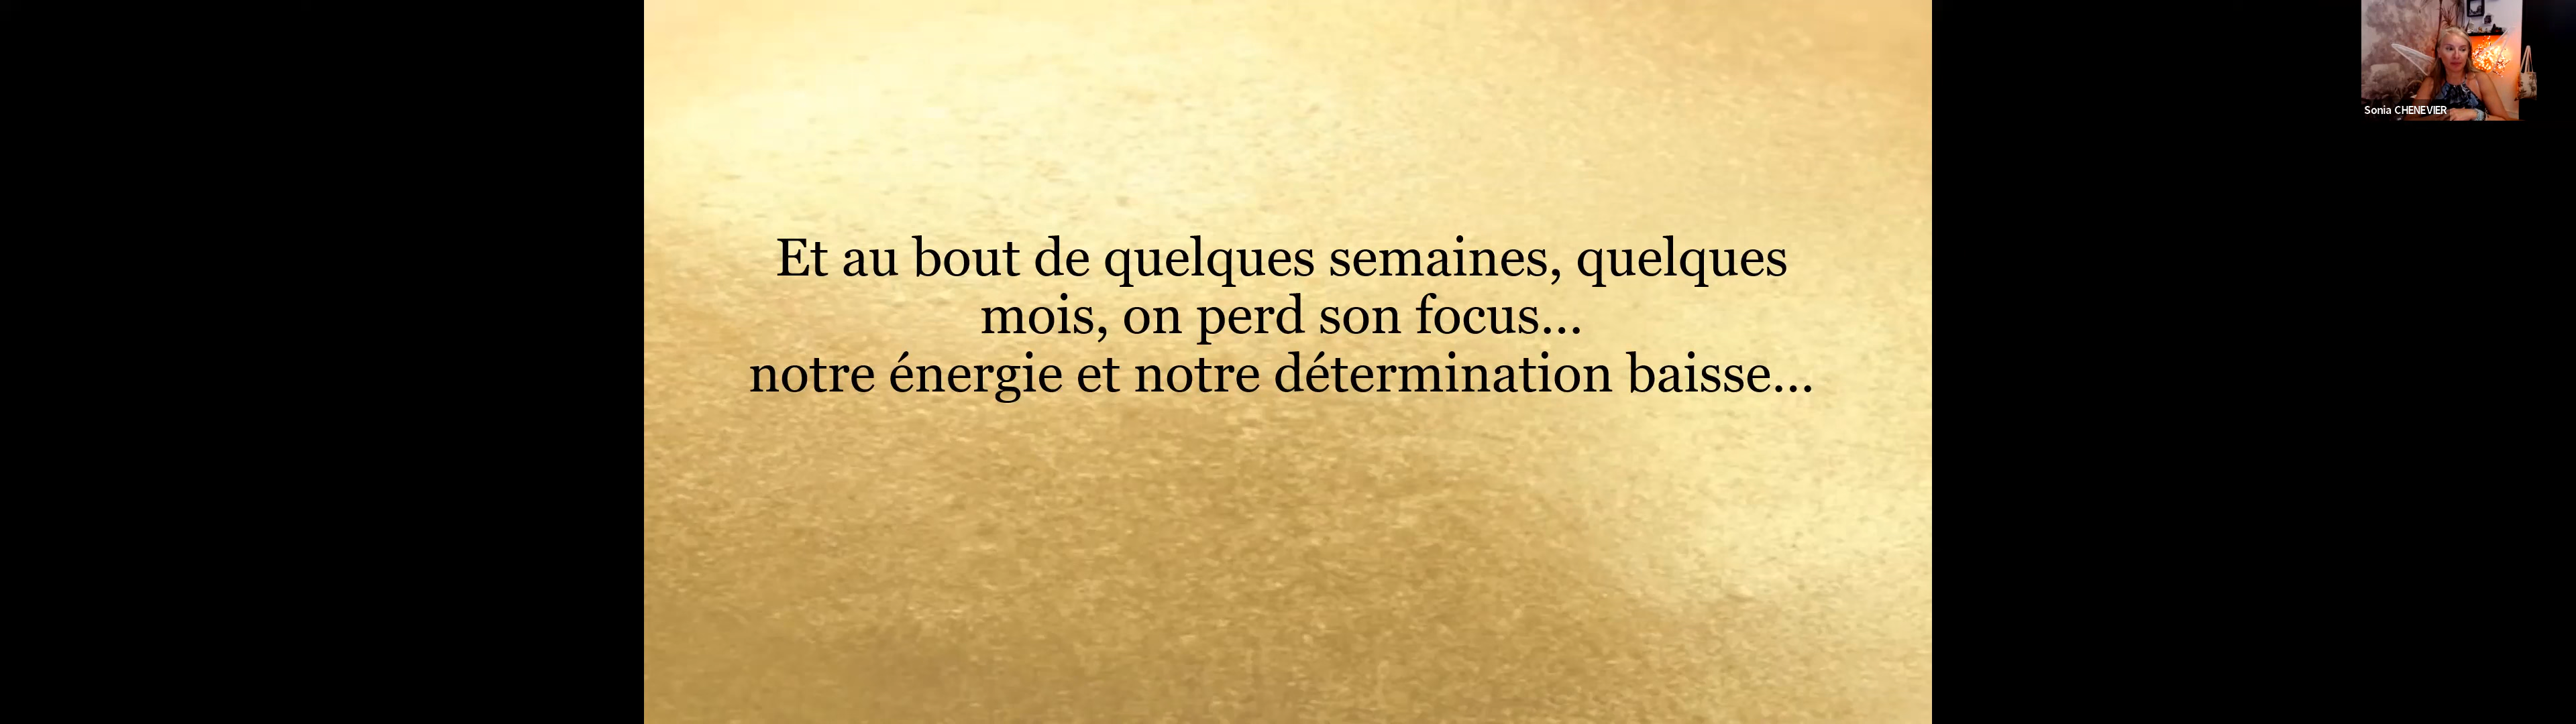 Et au bout de quelques semaines, quelques
mois, on perd son focus...
notre énergie et notre détermination baisse...
Sonia CHENEVIER